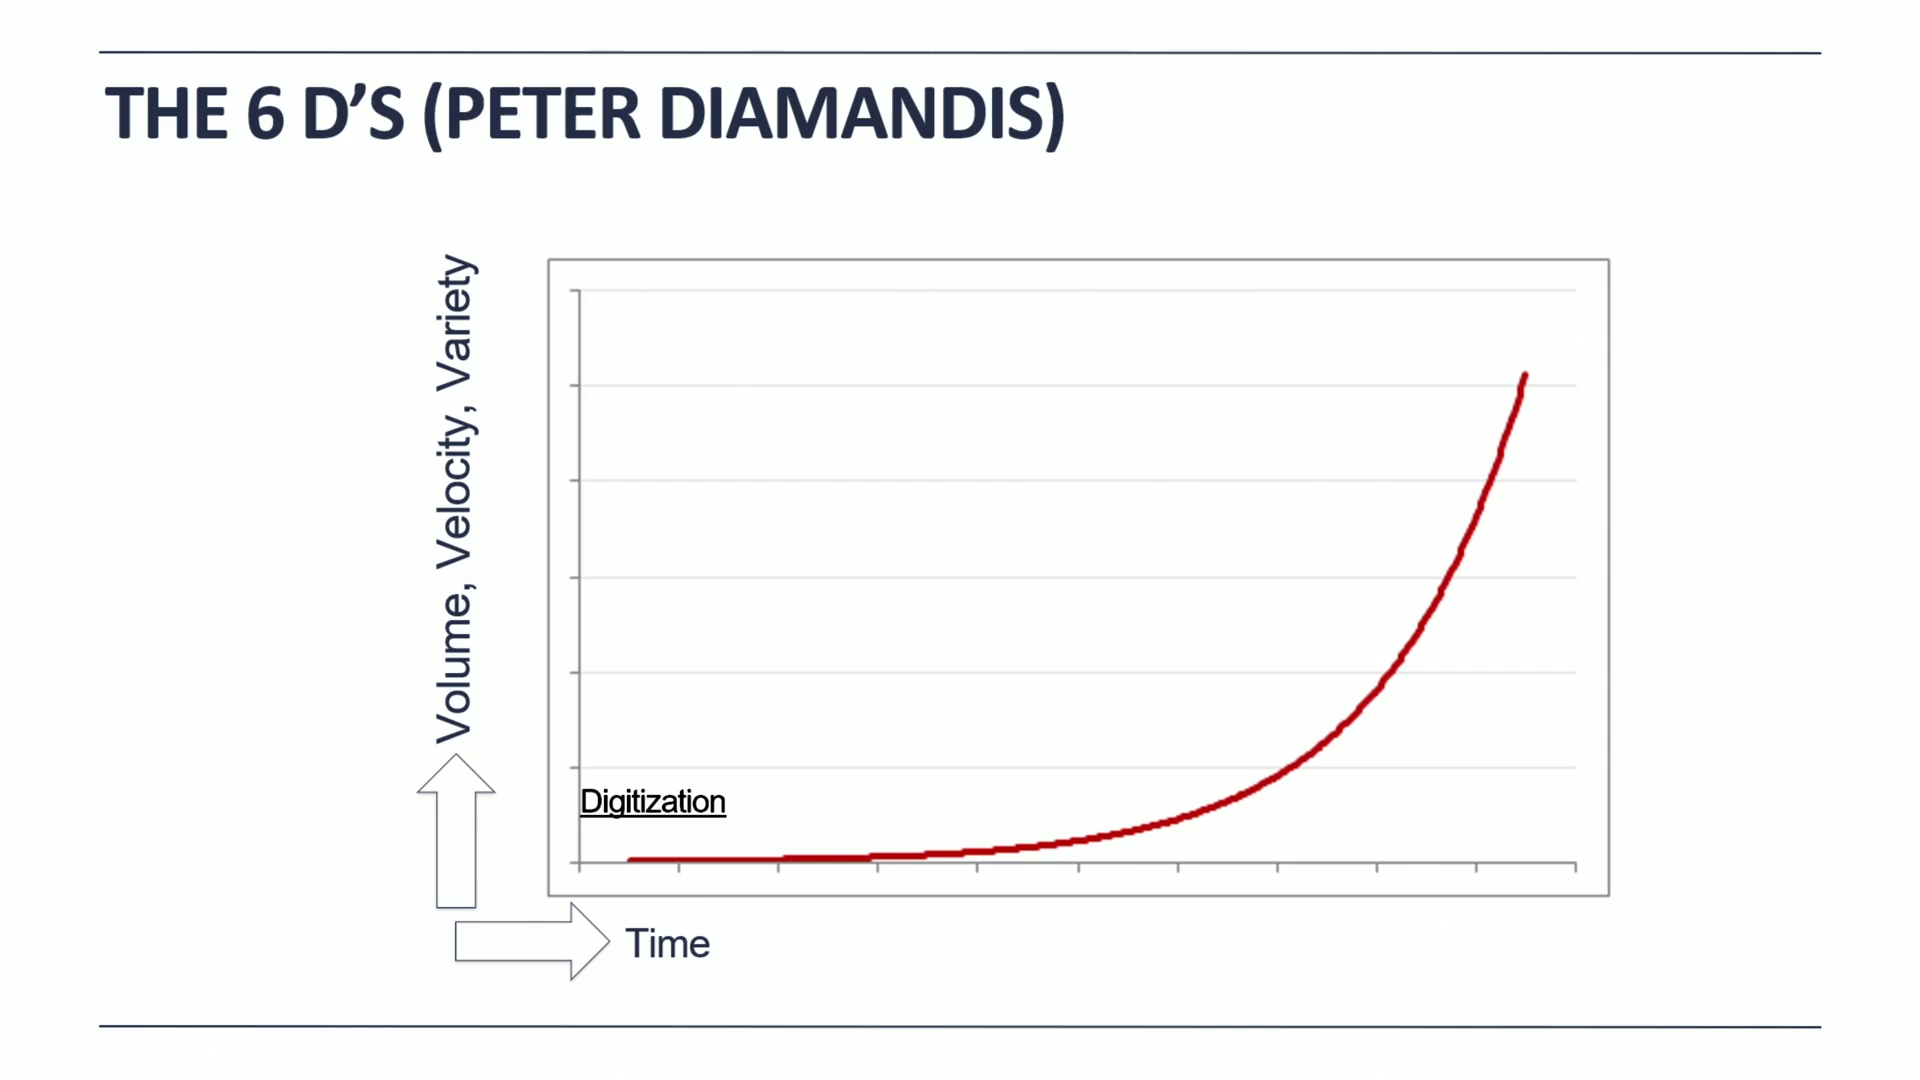 THE 6 D’S (PETER DIAMANDIS)
Volume, Velocity, Variety
Digitization
Time